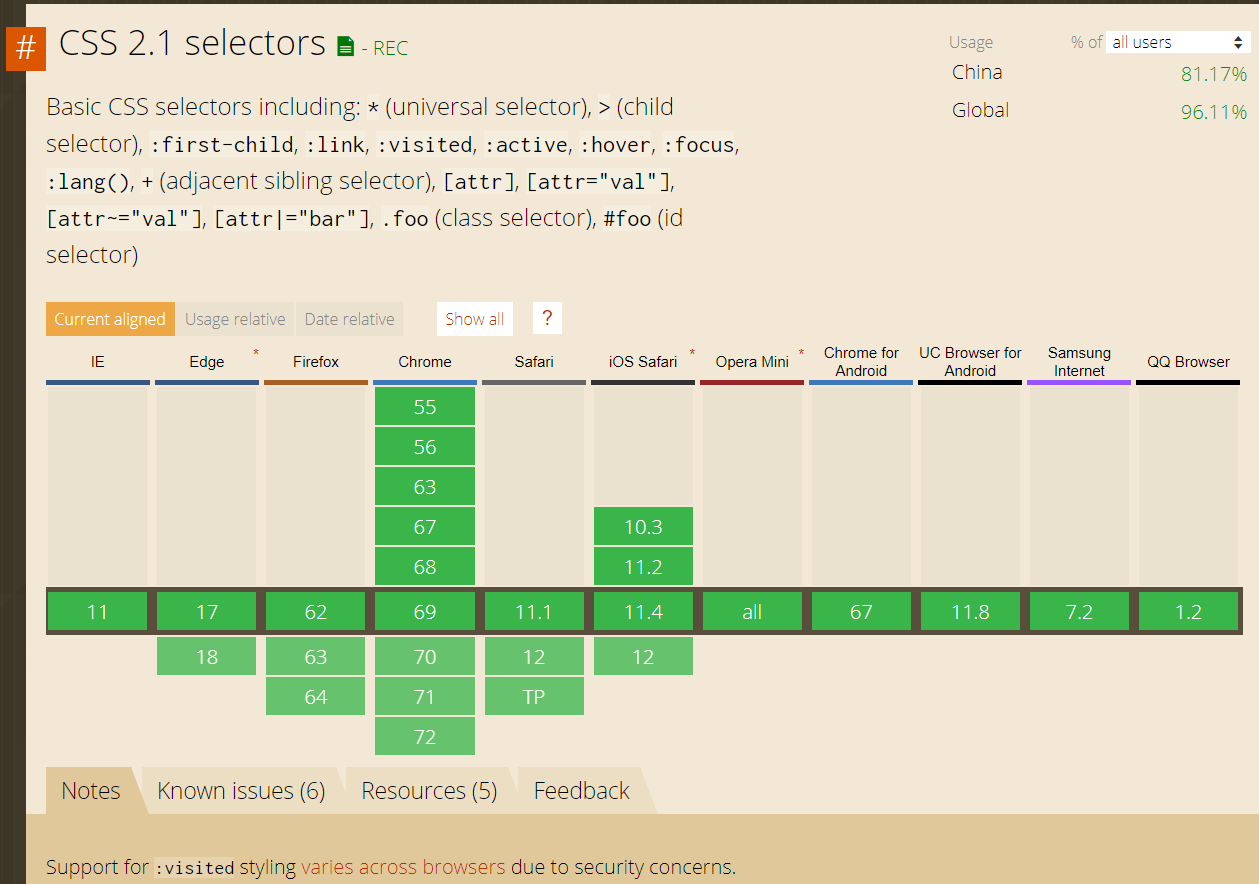 # CSS 2.1 selectors - REC
Usage % of all users
China 81.17%
Global 96.11%
Basic CSS selectors including: * (universal selector), > (child
selector), :first-child, :link, :visited, :active, :hover, :focus,
:lang(), + (adjacent sibling selector), [attr], [attr="val"],
[attr~="val"], [attr|="bar"], .foo (class selector), #foo (id
selector)
Current aligned Usage relative Date relative Show all ?
IE Edge * Firefox Chrome Safari iOS Safari * Opera Mini * Chrome for Android UC Browser for Android Samsung Internet QQ Browser
55
56
63
67 10.3
68 11.2
11 17 62 69 11.1 11.4 all 67 11.8 7.2 1.2
18 63 70 12 12
64 71 TP
72
Notes Known issues (6) Resources (5) Feedback
Support for :visited styling varies across browsers due to security concerns.